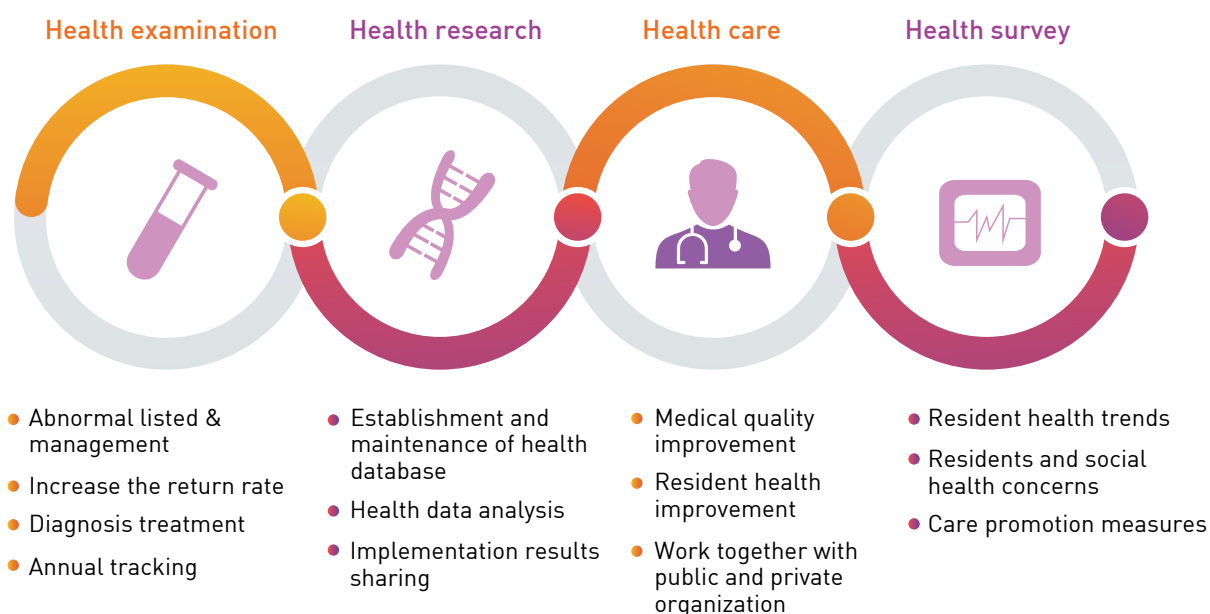 Health examination
Health research
Health care
Health survey
Abnormal listed &
management
Increase the return rate
Diagnosis treatment
Annual tracking
Establishment and
maintenance of health
database
Health data analysis
Implementation results
sharing
Medical quality
improvement
Resident health
improvement
Work together with
public and private
organization
Resident health trends
Residents and social
health concerns
Care promotion measures